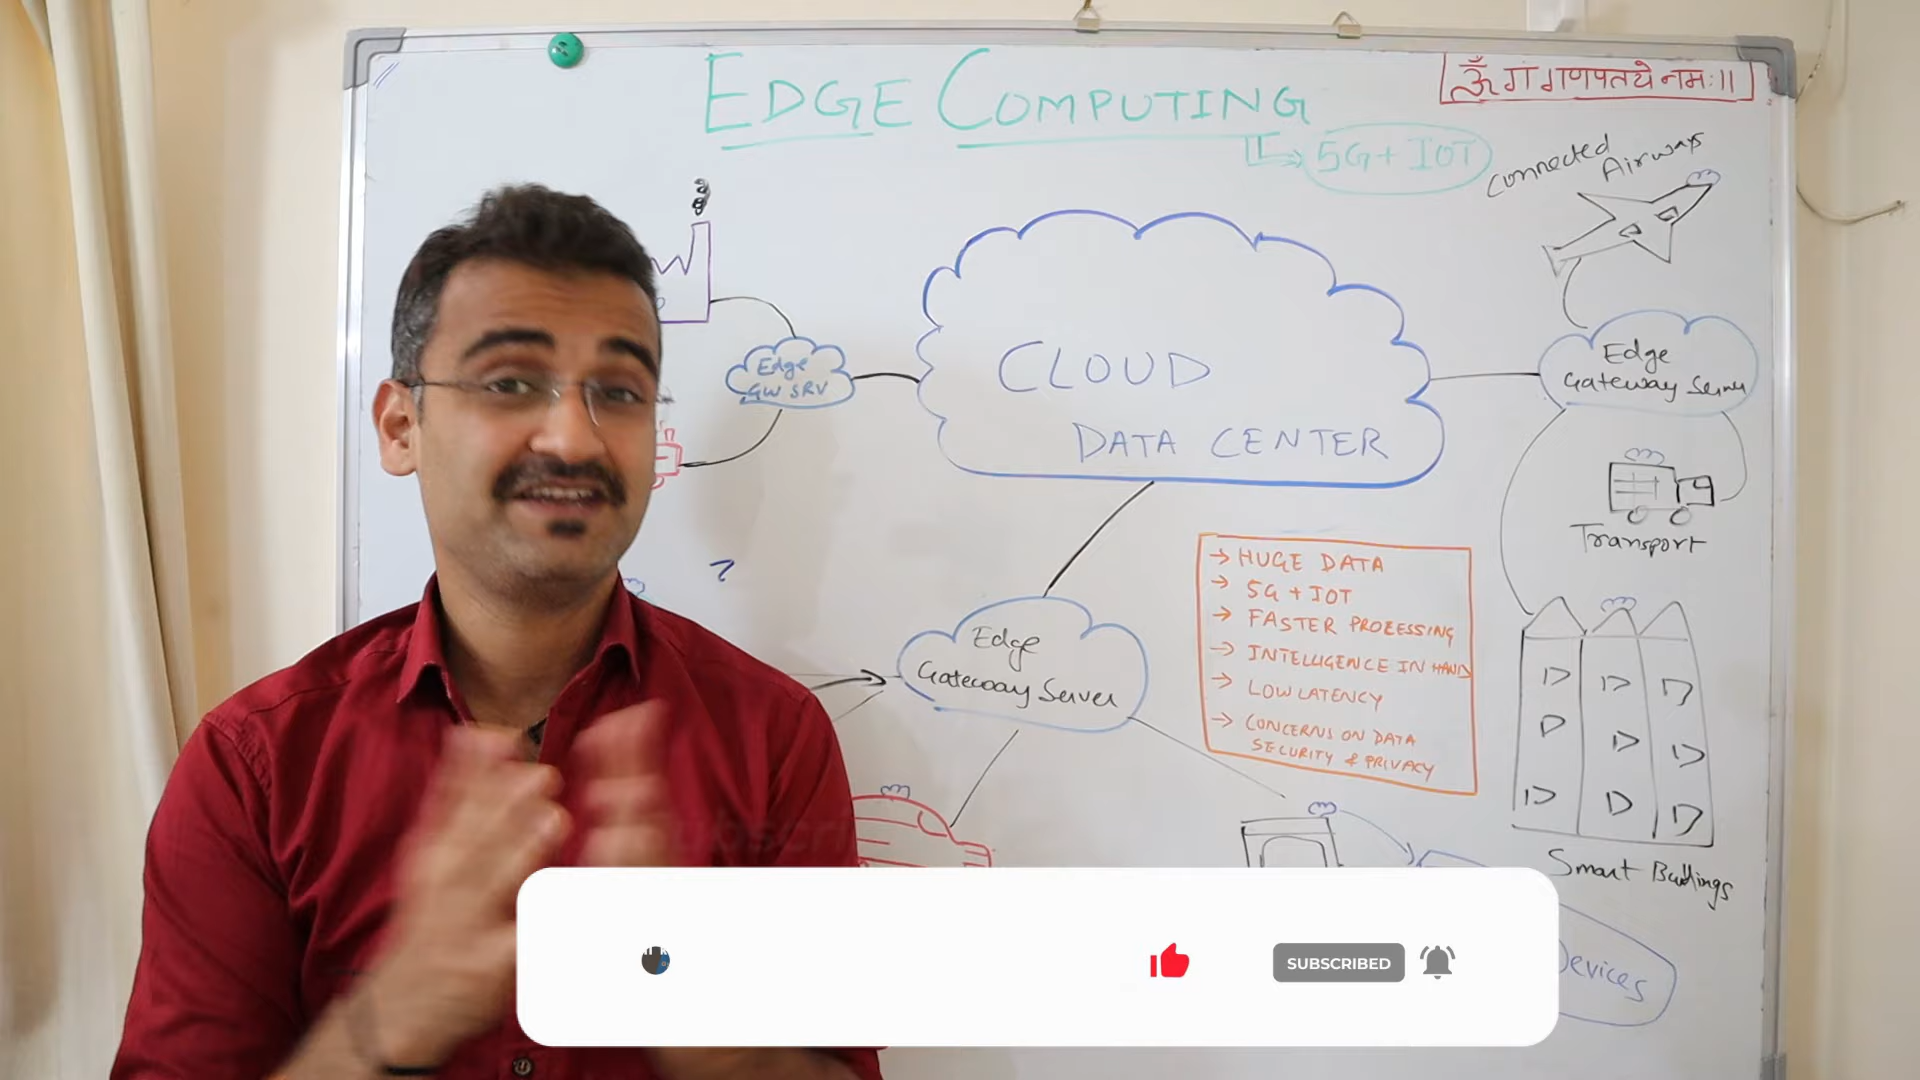 EDGE COMPUTING
ॐ गं गणपतये नमः॥
5G + IOT
Connected
Airways
Edge
GW SRV
CLOUD
DATA CENTER
Edge
Gateway Server
Transport
→ HUGE DATA
→ 5G + IOT
→ FASTER PROCESSING
→ INTELLIGENCE IN HAND
→ LOW LATENCY
→ CONCERNS ON DATA
SECURITY & PRIVACY
Edge
Gateway Server
Smart Buildings
Devices
SUBSCRIBED